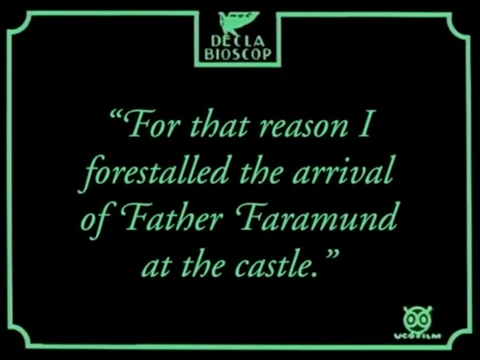 DECLA
BIOSCOP
“For that reason I
forestalled the arrival
of Father Faramund
at the castle.”
UCOFILM